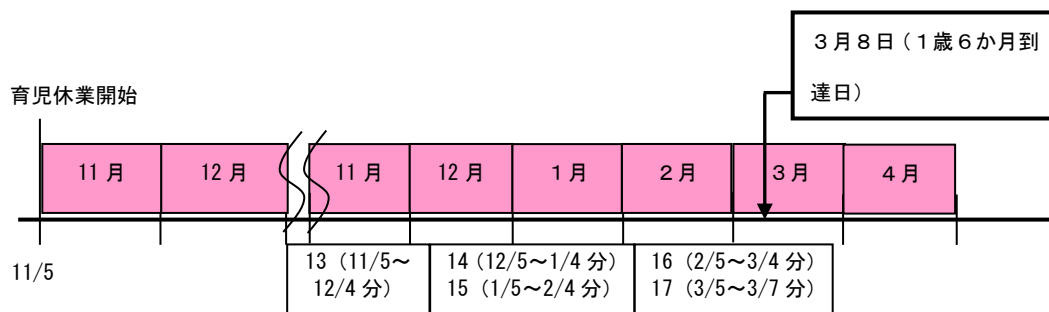 ３月８日（１歳６か月到
達日）
育児休業開始
11 月
12 月
11 月
12 月
１月
２月
３月
４月
11/5
13（11/5～
12/4 分）
14（12/5～1/4 分）
15（1/5～2/4 分）
16（2/5～3/4 分）
17（3/5～3/7 分）